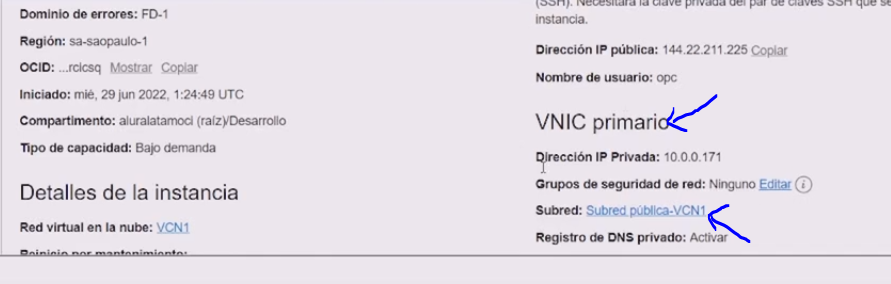 Dominio de errores: FD-1
Región: sa-saopaulo-1
OCID: ...rcicsq Mostrar Copiar
Iniciado: mié, 29 jun 2022, 1:24:49 UTC
Compartimento: aluralatamoci (raíz)/Desarrollo
Tipo de capacidad: Bajo demanda
Detalles de la instancia
Red virtual en la nube: VCN1
Reinicio por mantenimiento:
(SSH). Necesitará la clave privada del par de claves SSH que se
instancia.
Dirección IP pública: 144.22.211.225 Copiar
Nombre de usuario: opc
VNIC primario
Dirección IP Privada: 10.0.0.171
Grupos de seguridad de red: Ninguno Editar
Subred: Subred pública-VCN1
Registro de DNS privado: Activar